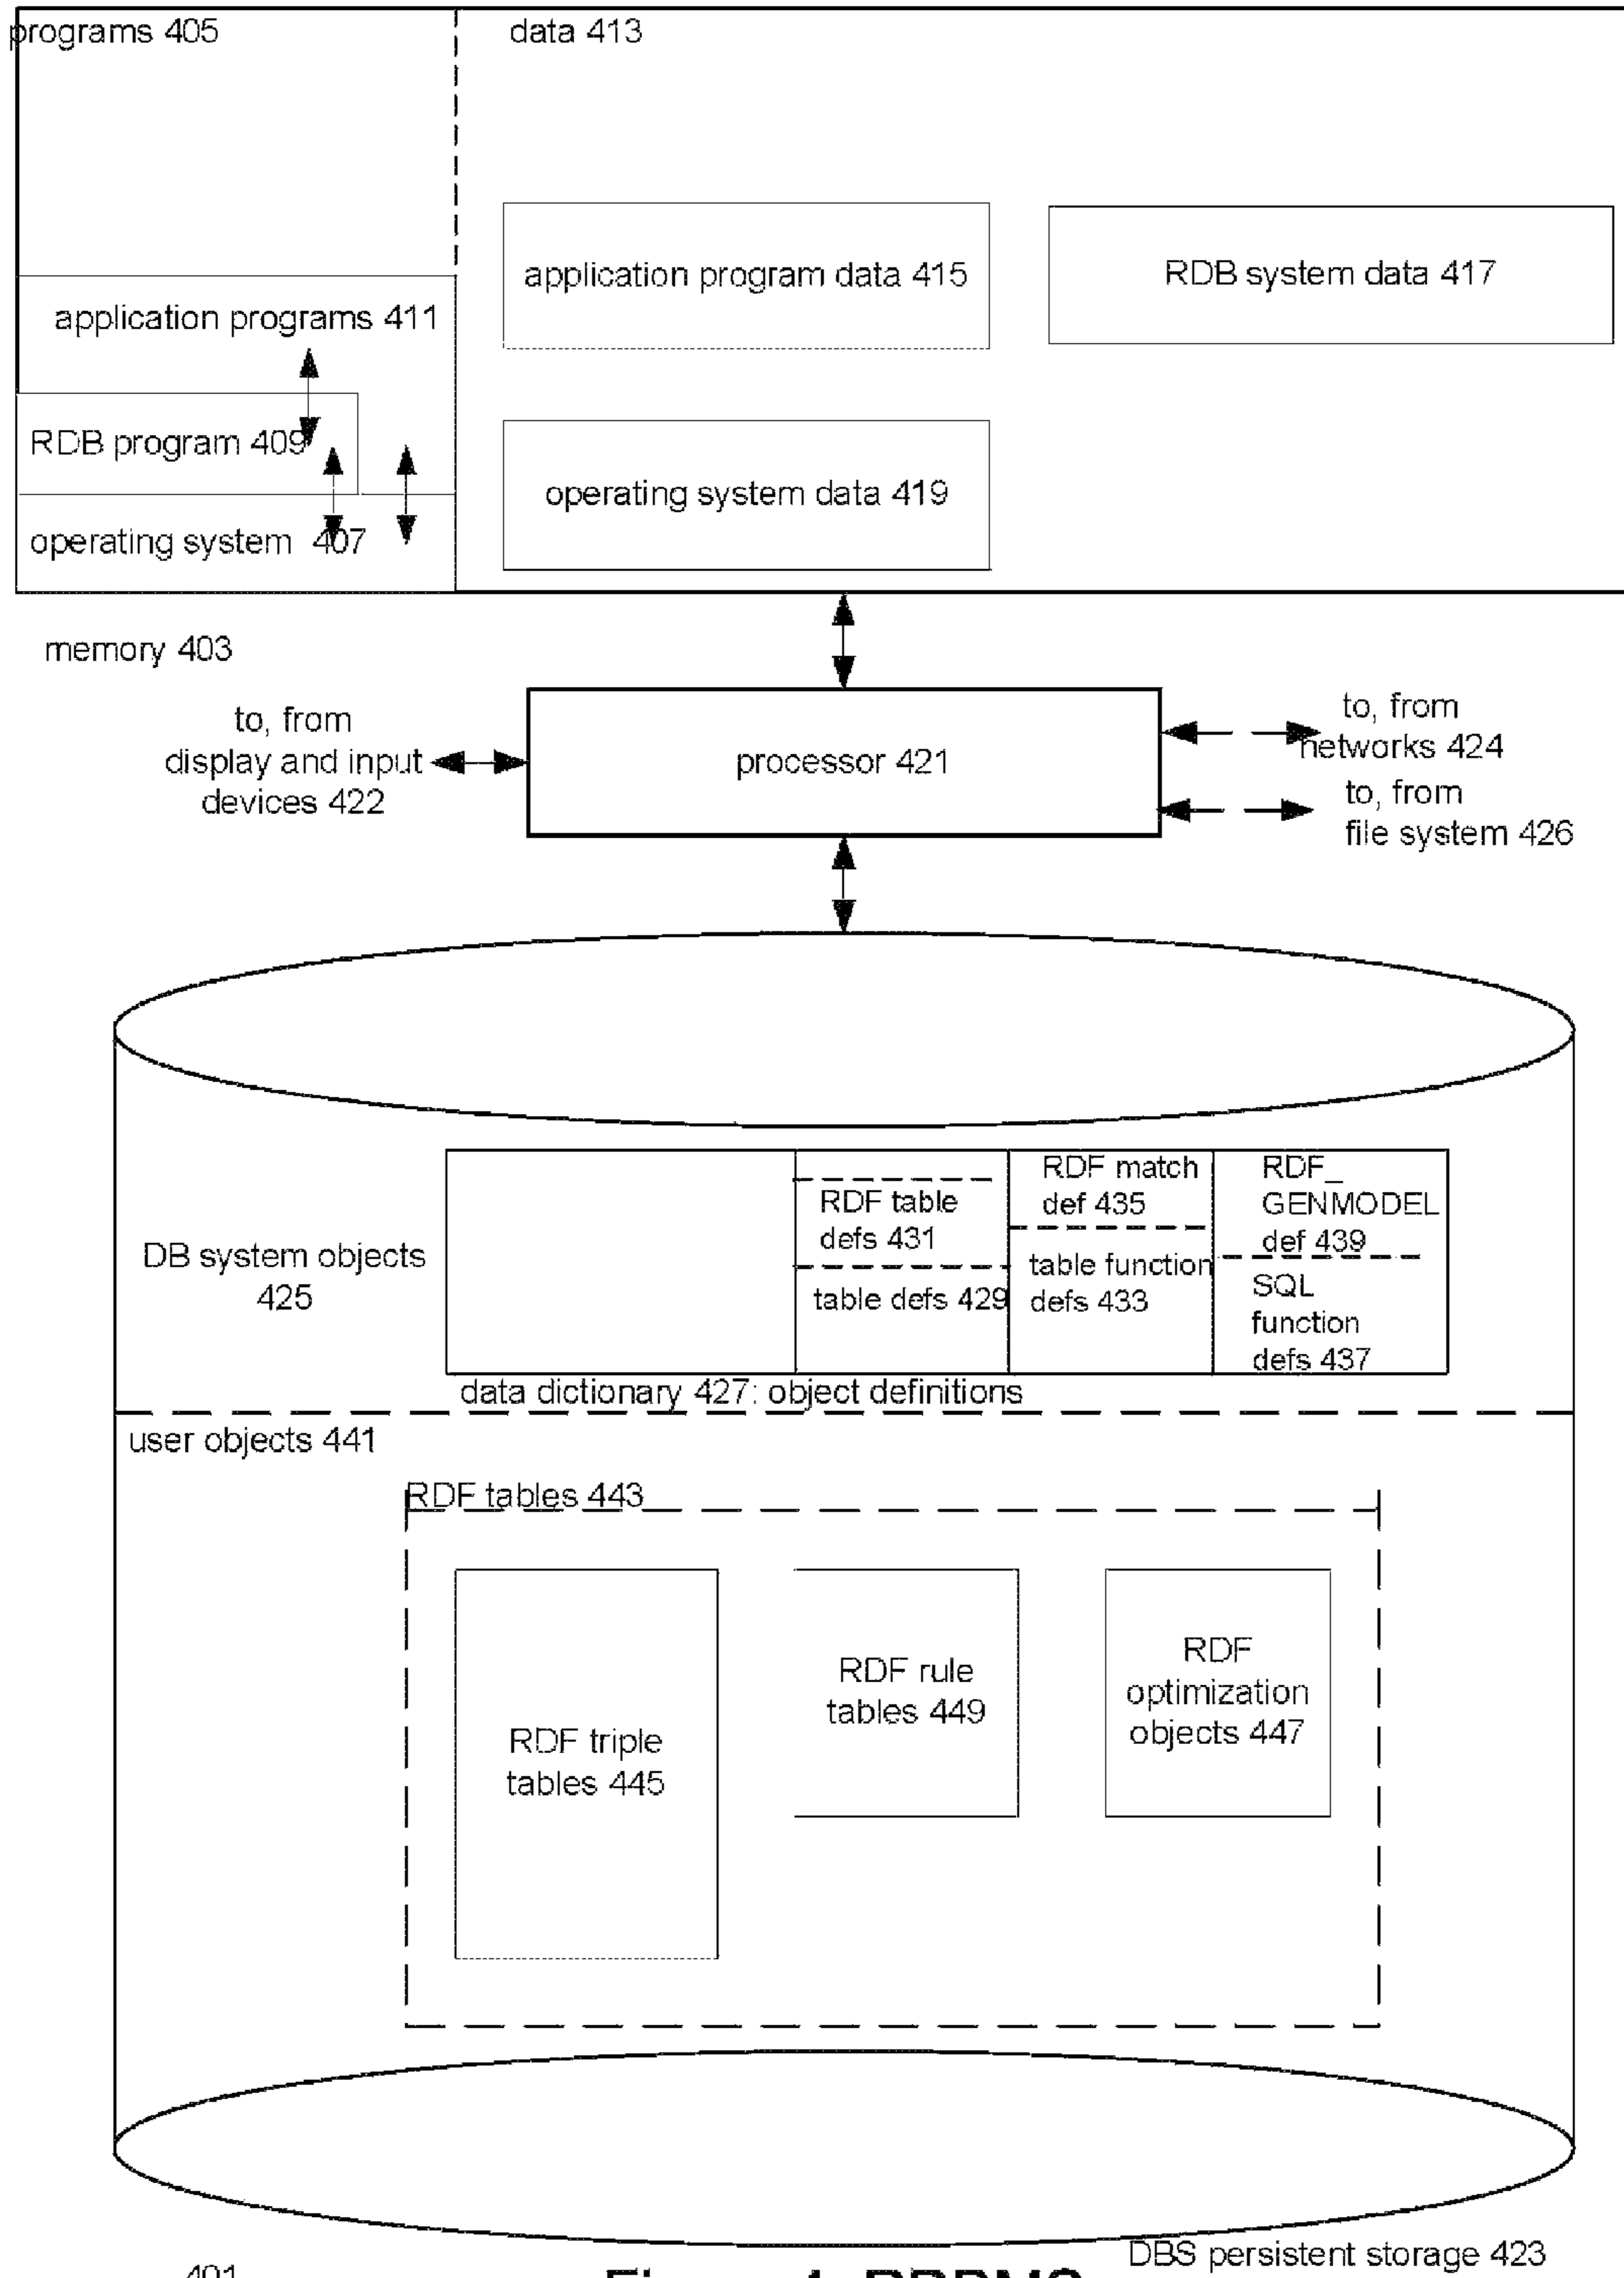 programs 405
data 413
application program data 415
RDB system data 417
application programs 411
RDB program 409
operating system data 419
operating system 407
memory 403
to, from
display and input
devices 422
processor 421
to, from
networks 424
to, from
file system 426
DB system objects
425
RDF table
defs 431
table defs 429
RDF match
def 435
table function
defs 433
RDF_
GENMODEL
def 439
SQL
function
defs 437
data dictionary 427: object definitions
user objects 441
RDF tables 443
RDF triple
tables 445
RDF rule
tables 449
RDF
optimization
objects 447
DBS persistent storage 423
401